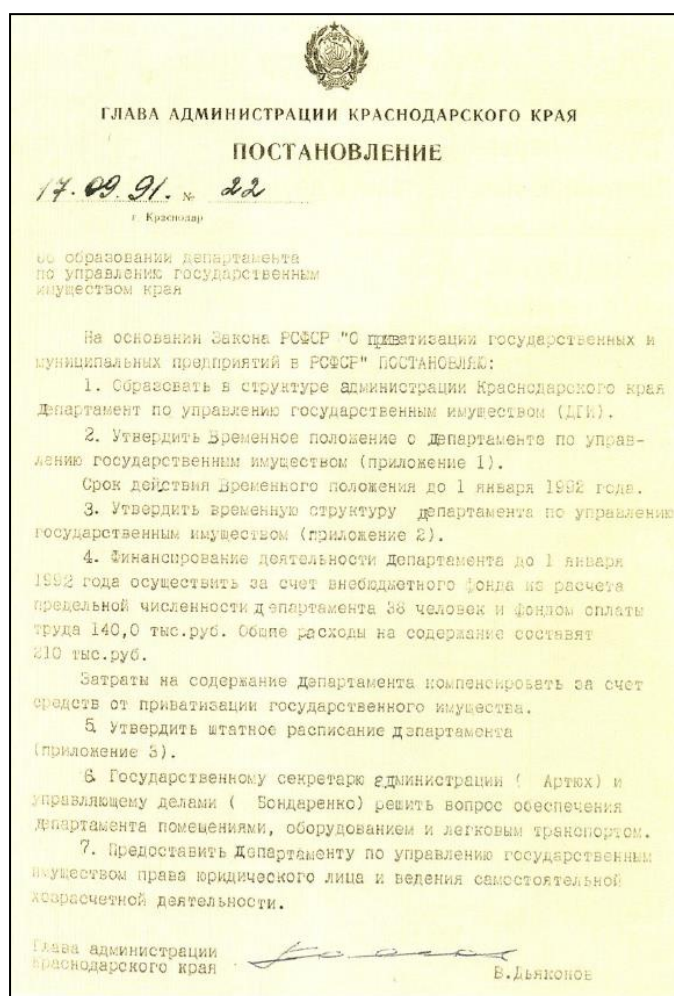 ГЛАВА АДМИНИСТРАЦИИ КРАСНОДАРСКОГО КРАЯ
ПОСТАНОВЛЕНИЕ
17.09.91. № 22
г. Краснодар
Об образовании департамента
по управлению государственным
имуществом края
На основании Закона РСФСР "О приватизации государственных и
муниципальных предприятий в РСФСР" ПОСТАНОВЛЯЮ:
1. Образовать в структуре администрации Краснодарского края
Департамент по управлению государственным имуществом (ДГИ).
2. Утвердить Временное положение о Департаменте по управ-
лению государственным имуществом (приложение 1).
Срок действия Временного положения до 1 января 1992 года.
3. Утвердить временную структуру департамента по управлению
государственным имуществом (приложение 2).
4. Финансирование деятельности Департамента до 1 января
1992 года осуществить за счет внебюджетного фонда из расчета
предельной численности департамента 38 человек и фондом оплаты
труда 140,0 тыс.руб. Общие расходы на содержание составят
210 тыс.руб.
Затраты на содержание департамента компенсировать за счет
средств от приватизации государственного имущества.
5. Утвердить штатное расписание департамента
(приложение 3).
6. Государственному секретарю администрации ( Артюх) и
управляющему делами ( Бондаренко) решить вопрос обеспечения
департамента помещениями, оборудованием и легковым транспортом.
7. Предоставить Департаменту по управлению государственным
имуществом права юридического лица и ведения самостоятельной
хозрасчетной деятельности.
Глава администрации
Краснодарского края
В.Дьяконов